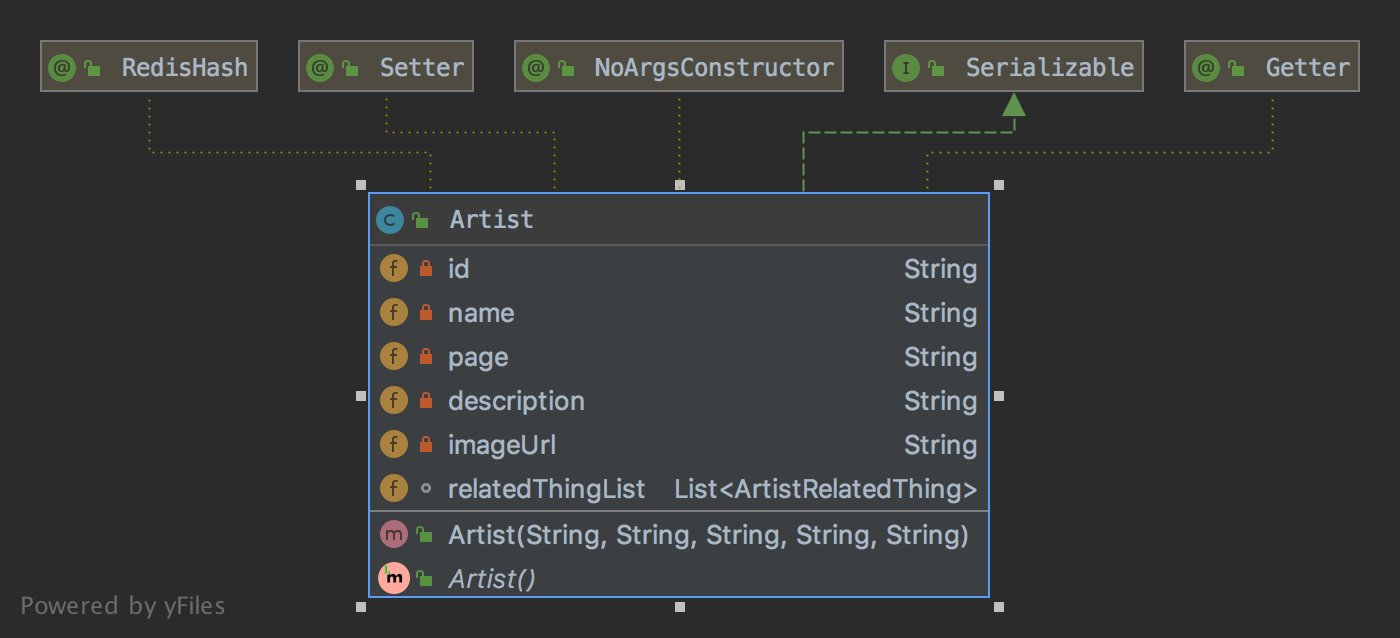 @ RedisHash @ Setter @ NoArgsConstructor I Serializable @ Getter
C Artist
f id String
f name String
f page String
f description String
f imageUrl String
f relatedThingList List<ArtistRelatedThing>
m Artist(String, String, String, String, String)
m Artist()
Powered by yFiles